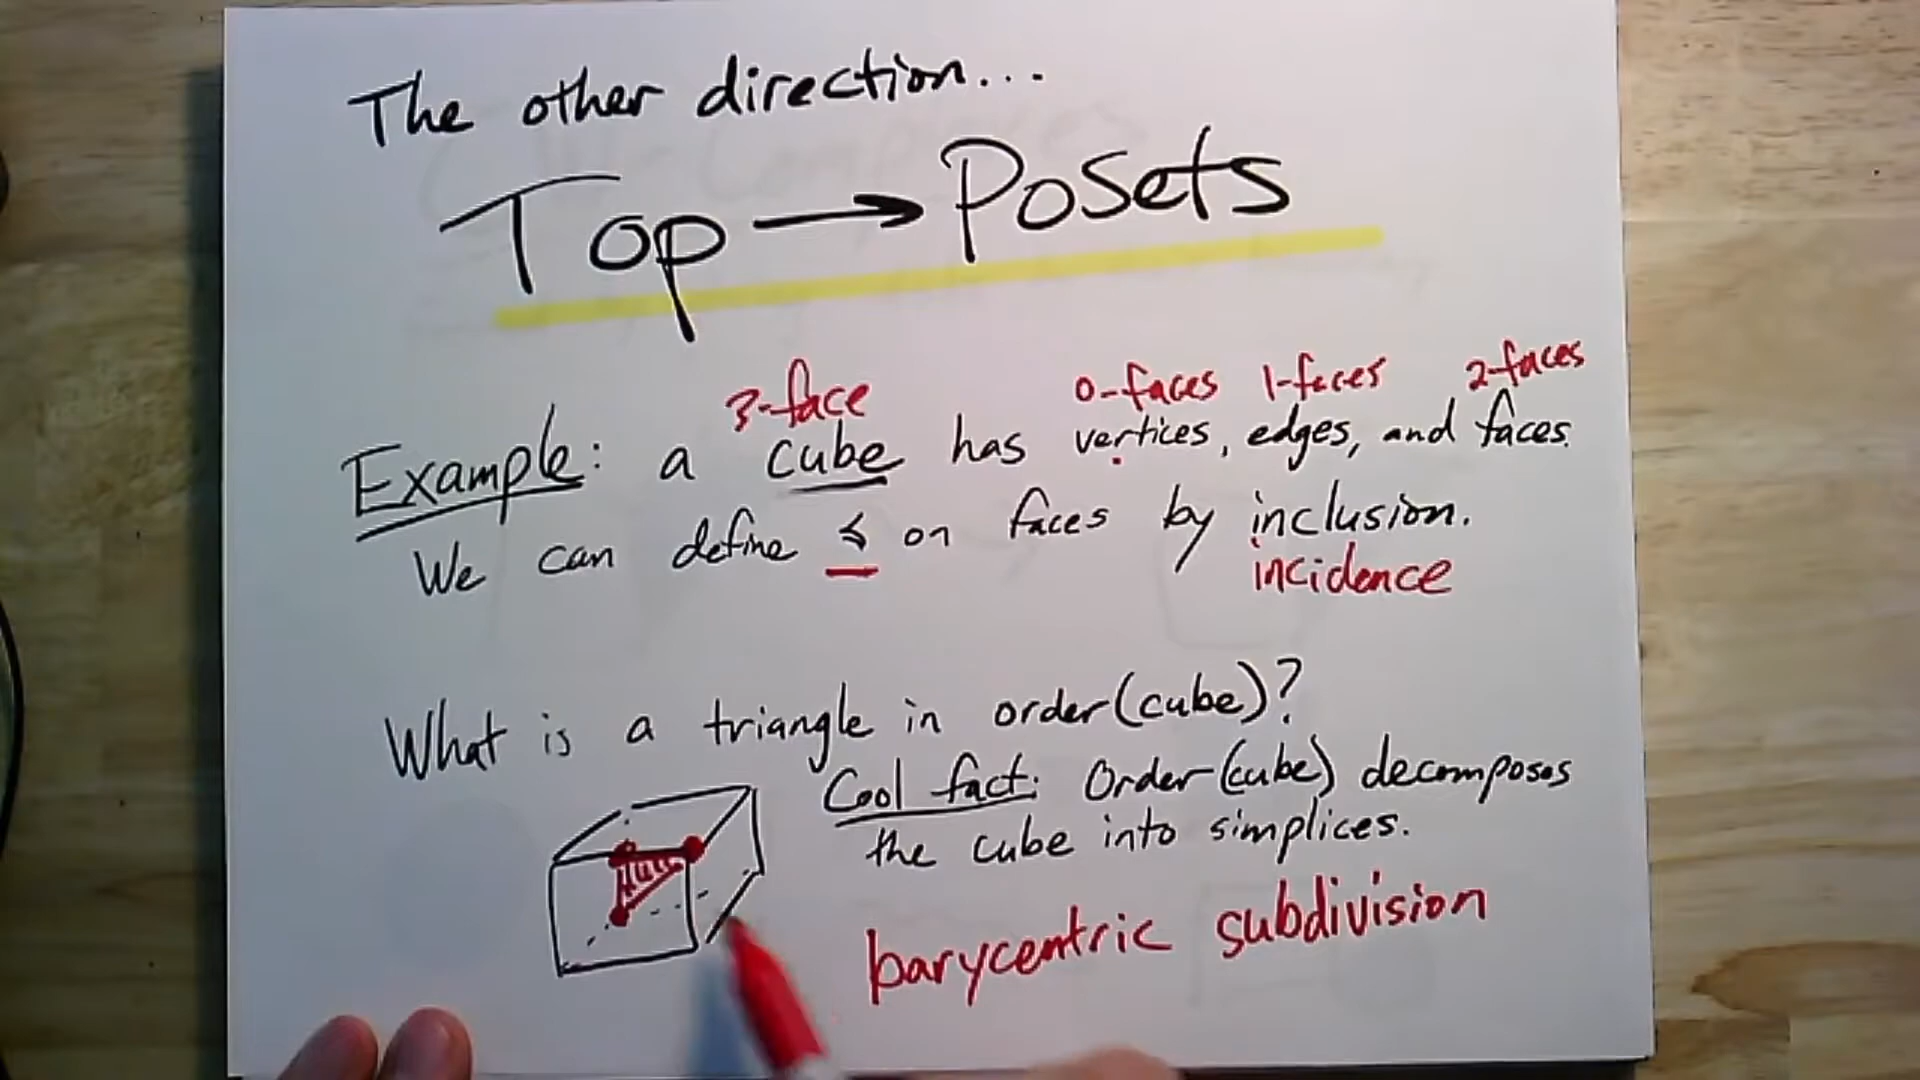 The other direction...
Top → Posets
3-face 0-faces 1-faces 2-faces
Example: a cube has vertices, edges, and faces.
We can define ≤ on faces by inclusion.
incidence
What is a triangle in order(cube)?
Cool fact: Order(cube) decomposes
the cube into simplices.
barycentric subdivision